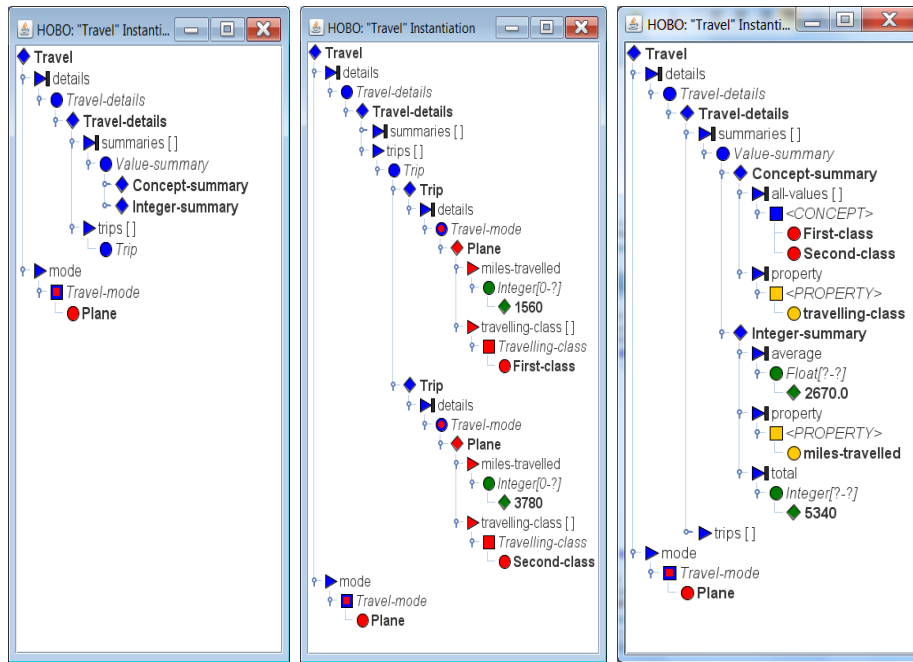 HOBO: "Travel" Instanti...
Travel
details
Travel-details
Travel-details
summaries [ ]
Value-summary
Concept-summary
Integer-summary
trips [ ]
Trip
mode
Travel-mode
Plane
HOBO: "Travel" Instantiation
Travel
details
Travel-details
Travel-details
summaries [ ]
trips [ ]
Trip
Trip
details
Travel-mode
Plane
miles-travelled
Integer[0-?]
1560
travelling-class [ ]
Travelling-class
First-class
Trip
details
Travel-mode
Plane
miles-travelled
Integer[0-?]
3780
travelling-class [ ]
Travelling-class
Second-class
mode
Travel-mode
Plane
HOBO: "Travel" Instanti...
Travel
details
Travel-details
Travel-details
summaries [ ]
Value-summary
Concept-summary
all-values [ ]
<CONCEPT>
First-class
Second-class
property
<PROPERTY>
travelling-class
Integer-summary
average
Float[?-?]
2670.0
property
<PROPERTY>
miles-travelled
total
Integer[?-?]
5340
trips [ ]
mode
Travel-mode
Plane